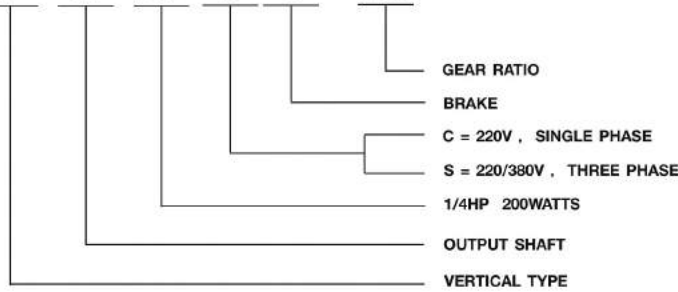 GEAR RATIO
BRAKE
C = 220V , SINGLE PHASE
S = 220/380V , THREE PHASE
1/4HP 200WATTS
OUTPUT SHAFT
VERTICAL TYPE